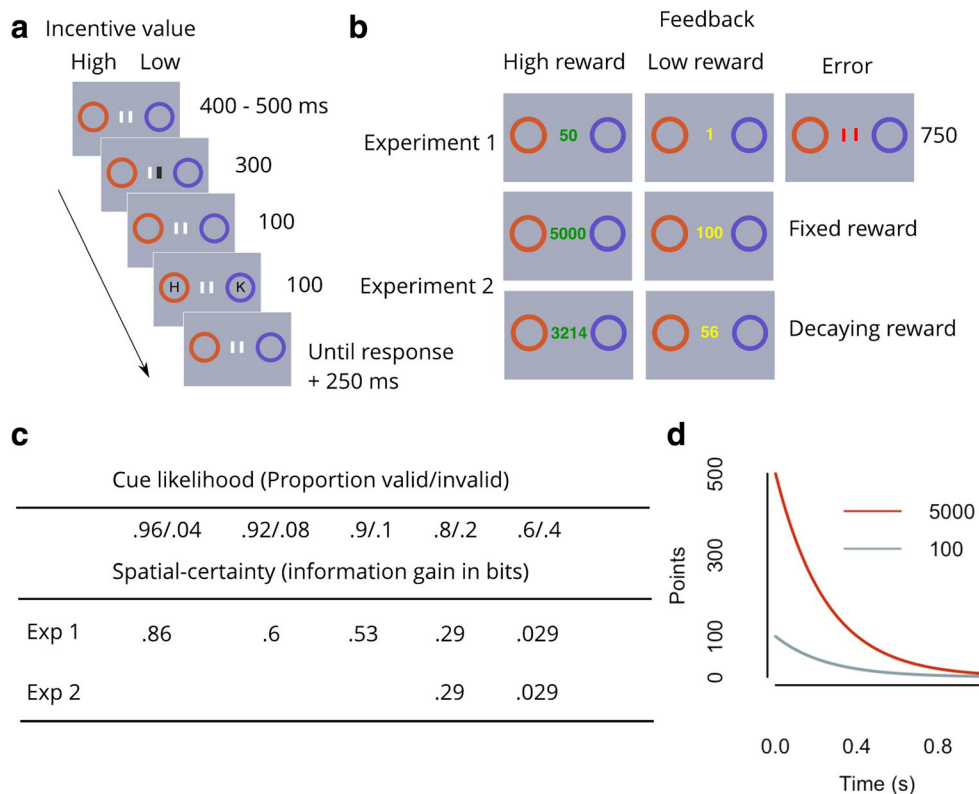 a
Incentive value
High Low
400 - 500 ms
300
100
H K
100
Until response
+ 250 ms
b
Feedback
High reward Low reward Error
Experiment 1
50 1 750
5000 100 Fixed reward
Experiment 2
3214 56 Decaying reward
c
Cue likelihood (Proportion valid/invalid)
.96/.04 .92/.08 .9/.1 .8/.2 .6/.4
Spatial-certainty (information gain in bits)
Exp 1 .86 .6 .53 .29 .029
Exp 2 .29 .029
d
Points
500
300
100
0
5000
100
0.0 0.4 0.8
Time (s)